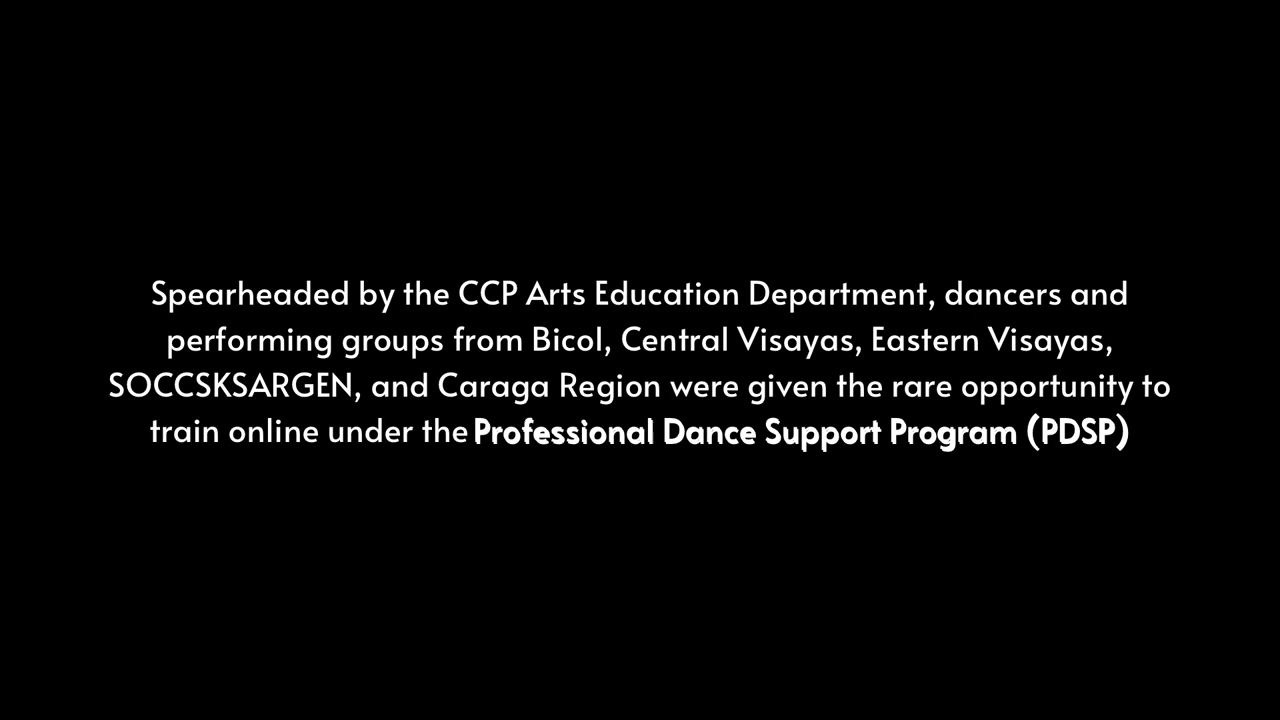 Spearheaded by the CCP Arts Education Department, dancers and
performing groups from Bicol, Central Visayas, Eastern Visayas,
SOCCSKSARGEN, and Caraga Region were given the rare opportunity to
train online under the Professional Dance Support Program (PDSP)